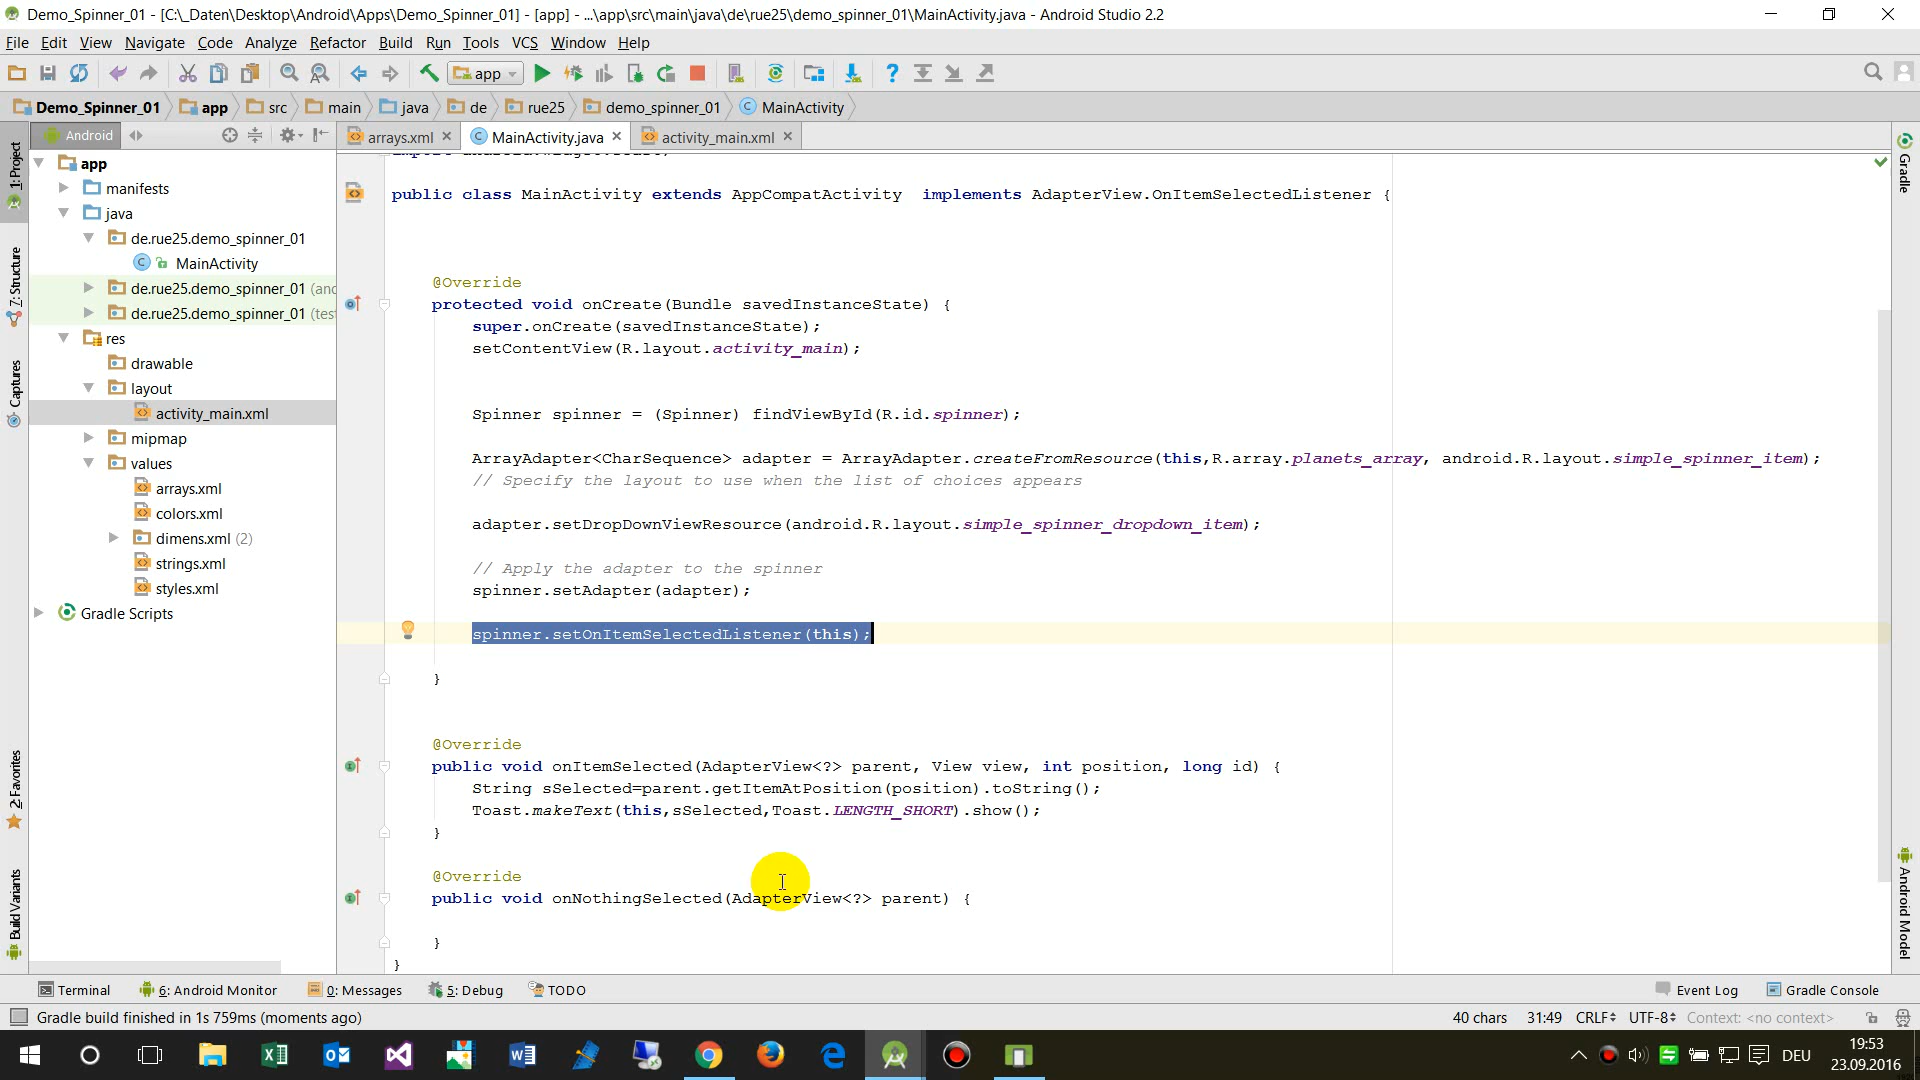 Demo_Spinner_01 - [C:\_Daten\Desktop\Android\Apps\Demo_Spinner_01] - [app] - ...\app\src\main\java\de\rue25\demo_spinner_01\MainActivity.java - Android Studio 2.2
File Edit View Navigate Code Analyze Refactor Build Run Tools VCS Window Help
app
Demo_Spinner_01 app src main java de rue25 demo_spinner_01 MainActivity
Android
arrays.xml MainActivity.java activity_main.xml
1: Project
7: Structure
Captures
2: Favorites
Build Variants
app
manifests
java
de.rue25.demo_spinner_01
MainActivity
de.rue25.demo_spinner_01 (and
de.rue25.demo_spinner_01 (tes
res
drawable
layout
activity_main.xml
mipmap
values
arrays.xml
colors.xml
dimens.xml (2)
strings.xml
styles.xml
Gradle Scripts
public class MainActivity extends AppCompatActivity  implements AdapterView.OnItemSelectedListener {
@Override
protected void onCreate(Bundle savedInstanceState) {
super.onCreate(savedInstanceState);
setContentView(R.layout.activity_main);
Spinner spinner = (Spinner) findViewById(R.id.spinner);
ArrayAdapter<CharSequence> adapter = ArrayAdapter.createFromResource(this,R.array.planets_array, android.R.layout.simple_spinner_item);
// Specify the layout to use when the list of choices appears
adapter.setDropDownViewResource(android.R.layout.simple_spinner_dropdown_item);
// Apply the adapter to the spinner
spinner.setAdapter(adapter);
spinner.setOnItemSelectedListener(this);
}
@Override
public void onItemSelected(AdapterView<?> parent, View view, int position, long id) {
String sSelected=parent.getItemAtPosition(position).toString();
Toast.makeText(this,sSelected,Toast.LENGTH_SHORT).show();
}
@Override
public void onNothingSelected(AdapterView<?> parent) {
}
}
Gradle
Android Model
Terminal 6: Android Monitor 0: Messages 5: Debug TODO Event Log Gradle Console
Gradle build finished in 1s 759ms (moments ago) 40 chars 31:49 CRLF UTF-8 Context: <no context>
DEU 19:53
23.09.2016